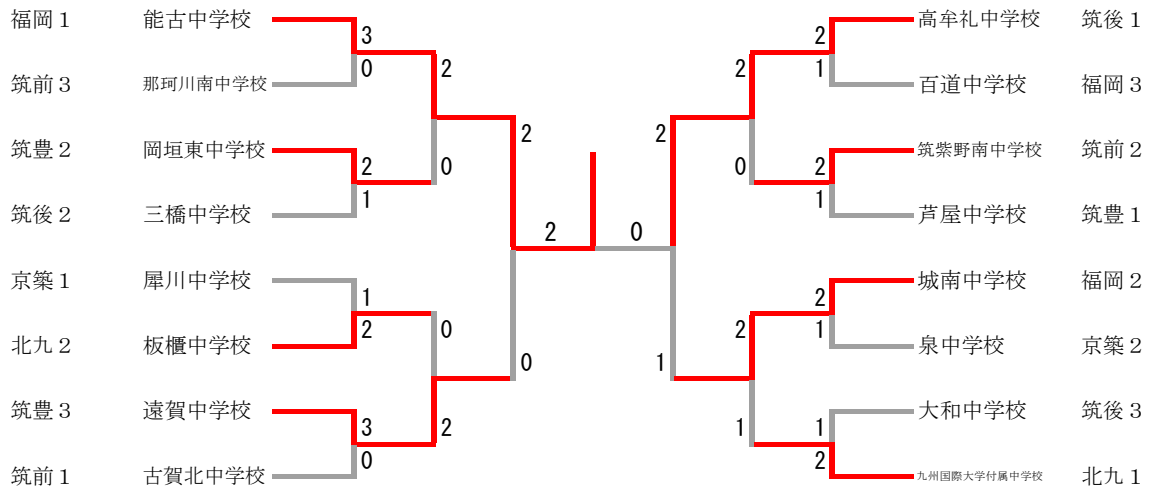 福岡１ 能古中学校 3 2 高牟礼中学校 筑後１
筑前３ 那珂川南中学校 0 1 百道中学校 福岡３
2 2
筑豊２ 岡垣東中学校 2 2 筑紫野南中学校 筑前２
0 0
筑後２ 三橋中学校 1 1 芦屋中学校 筑豊１
2 2
2 0
京築１ 犀川中学校 1 2 城南中学校 福岡２
北九２ 板櫃中学校 2 1 泉中学校 京築２
0 2
0 1
筑豊３ 遠賀中学校 3 1 大和中学校 筑後３
2 1
筑前１ 古賀北中学校 0 2 九州国際大学付属中学校 北九１